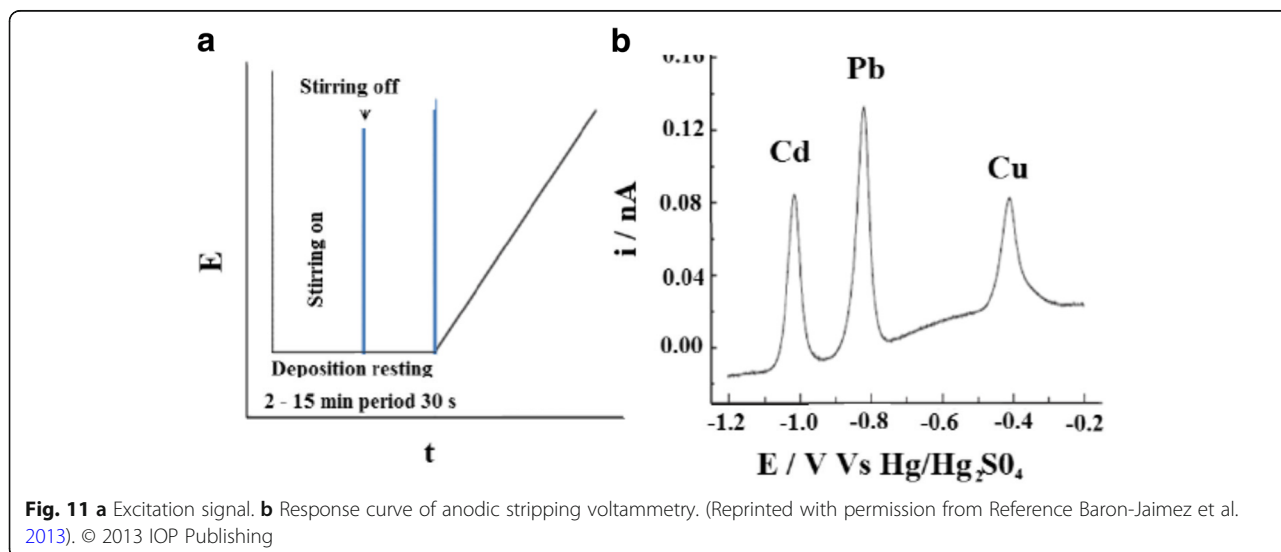 a
Stirring off
Stirring on
E
Deposition resting
2 - 15 min period 30 s
t
b
0.16
0.12
0.08
0.04
0.00
i / nA
Cd
Pb
Cu
-1.2 -1.0 -0.8 -0.6 -0.4 -0.2
E / V Vs Hg/Hg₂S0₄
Fig. 11 a Excitation signal. b Response curve of anodic stripping voltammetry. (Reprinted with permission from Reference Baron-Jaimez et al.
2013). © 2013 IOP Publishing